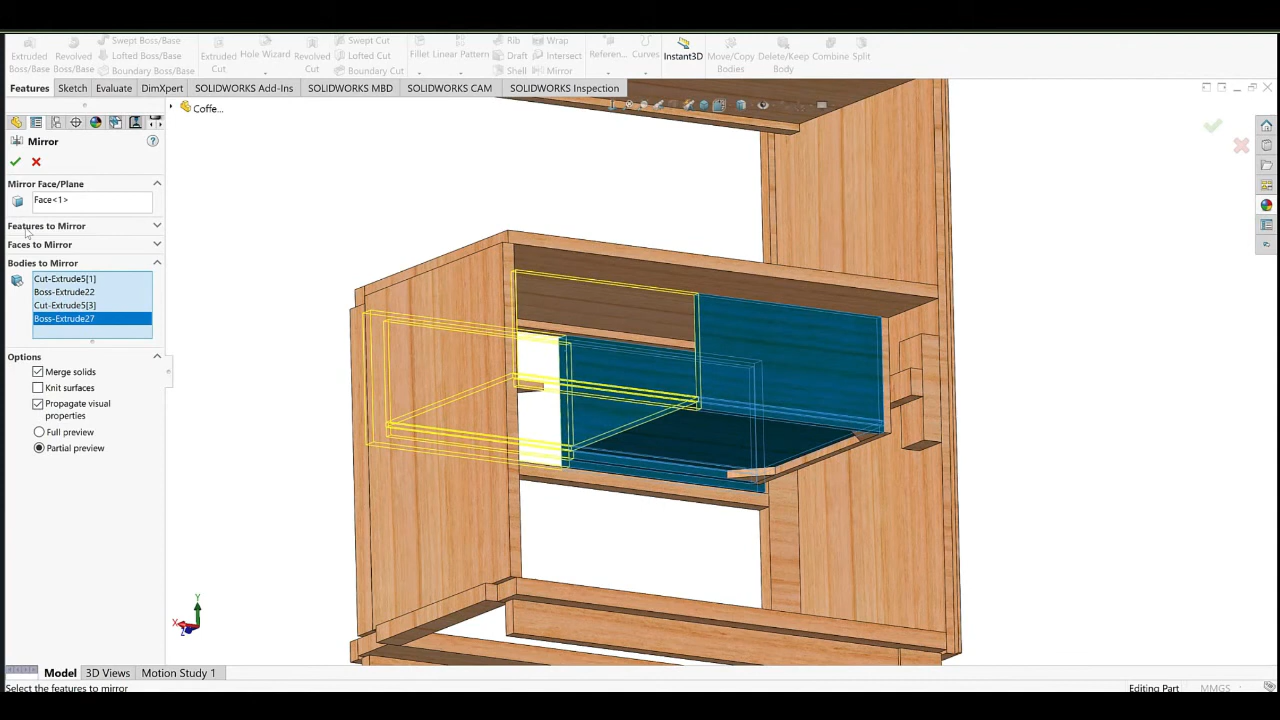 Extruded Boss/Base
Revolved Boss/Base
Swept Boss/Base
Lofted Boss/Base
Boundary Boss/Base
Extruded Cut
Hole Wizard
Revolved Cut
Swept Cut
Lofted Cut
Boundary Cut
Fillet
Linear Pattern
Rib
Draft
Shell
Wrap
Intersect
Mirror
Referen...
Curves
Instant3D
Move/Copy Bodies
Delete/Keep Body
Combine
Split
Features
Sketch
Evaluate
DimXpert
SOLIDWORKS Add-Ins
SOLIDWORKS MBD
SOLIDWORKS CAM
SOLIDWORKS Inspection
Coffe...
Mirror
Mirror Face/Plane
Face<1>
Features to Mirror
Faces to Mirror
Bodies to Mirror
Cut-Extrude5[1]
Boss-Extrude22
Cut-Extrude5[3]
Boss-Extrude27
Options
Merge solids
Knit surfaces
Propagate visual
properties
Full preview
Partial preview
Y
X
Z
Model
3D Views
Motion Study 1
Select the features to mirror
Editing Part
MMGS